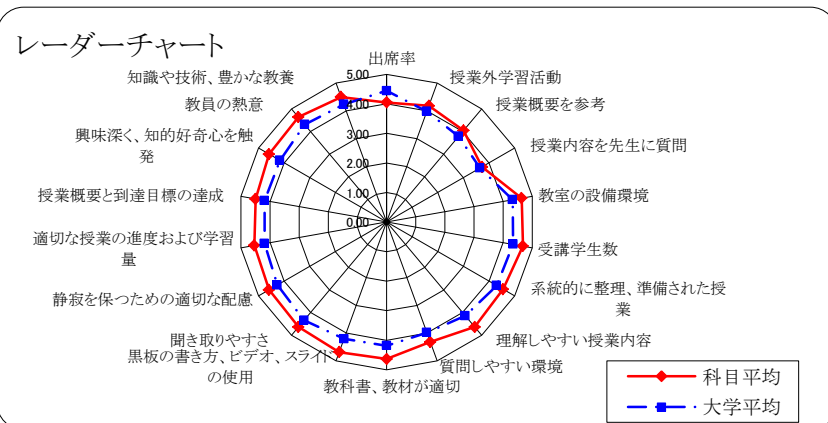 レーダーチャート
出席率
授業外学習活動
授業概要を参考
授業内容を先生に質問
教室の設備環境
受講学生数
系統的に整理、準備された授
業
理解しやすい授業内容
質問しやすい環境
教科書、教材が適切
黒板の書き方、ビデオ、スライド
の使用
聞き取りやすさ
静寂を保つための適切な配慮
適切な授業の進度および学習
量
授業概要と到達目標の達成
興味深く、知的好奇心を触
発
教員の熱意
知識や技術、豊かな教養
5.00
4.00
3.00
2.00
1.00
0.00
科目平均
大学平均